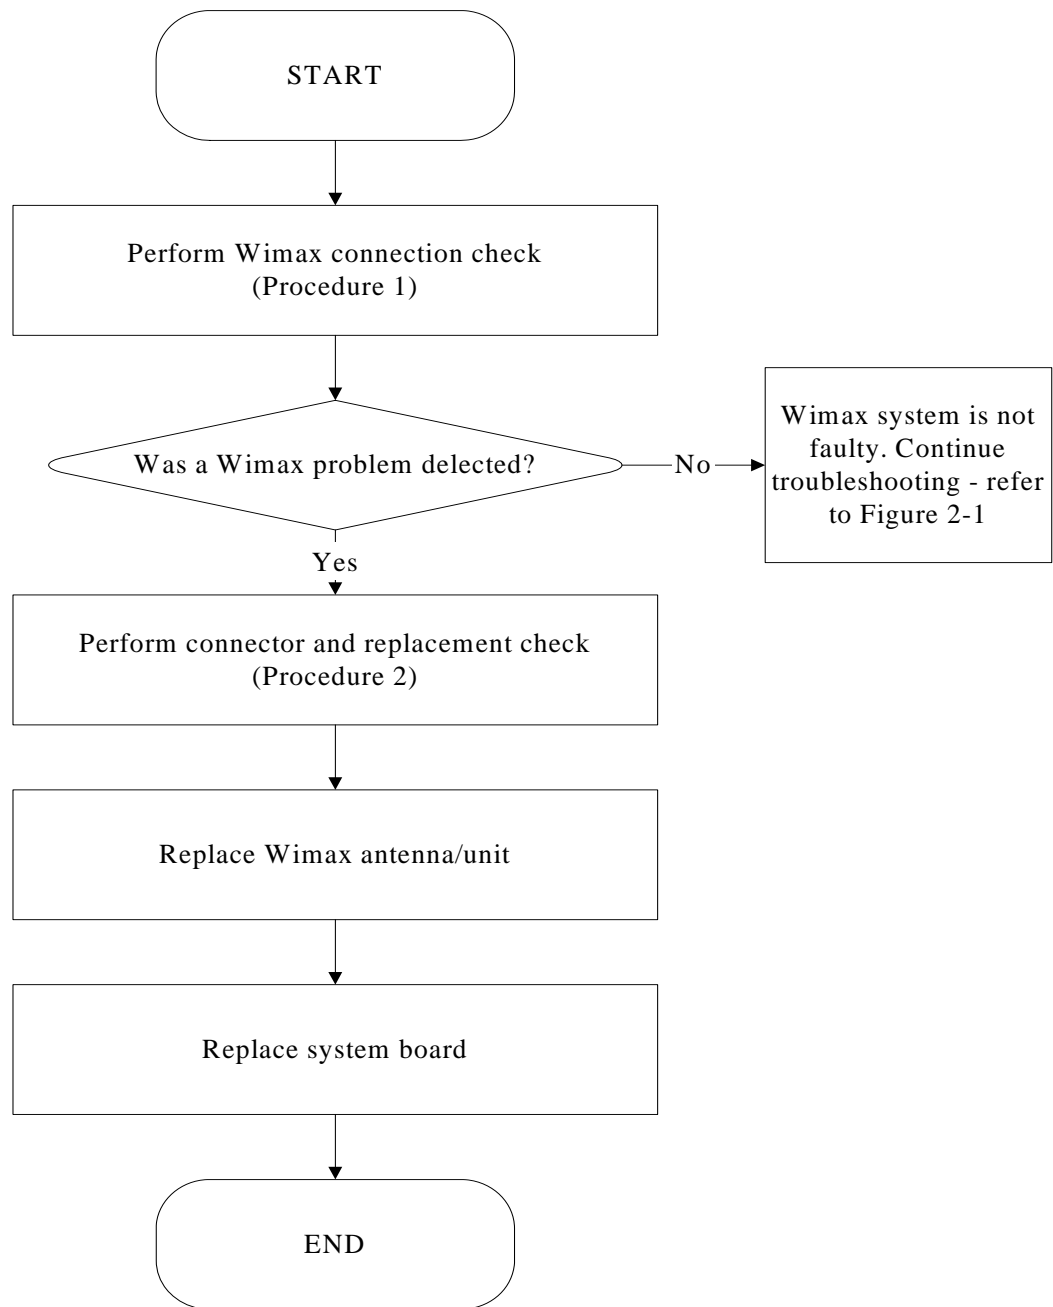 START
Perform Wimax connection check
(Procedure 1)
Was a Wimax problem delected?
No
Wimax system is not
faulty. Continue
troubleshooting - refer
to Figure 2-1
Yes
Perform connector and replacement check
(Procedure 2)
Replace Wimax antenna/unit
Replace system board
END